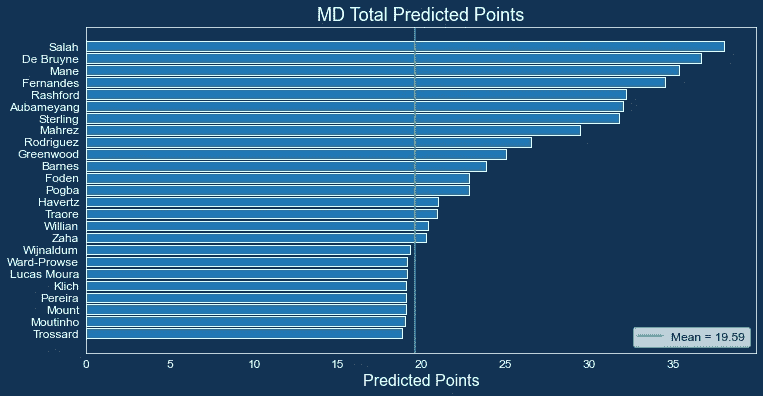 MD Total Predicted Points
Salah
De Bruyne
Mane
Fernandes
Rashford
Aubameyang
Sterling
Mahrez
Rodriguez
Greenwood
Barnes
Foden
Pogba
Havertz
Traore
Willian
Zaha
Wijnaldum
Ward-Prowse
Lucas Moura
Klich
Pereira
Mount
Moutinho
Trossard
Mean = 19.59
0 5 10 15 20 25 30 35
Predicted Points